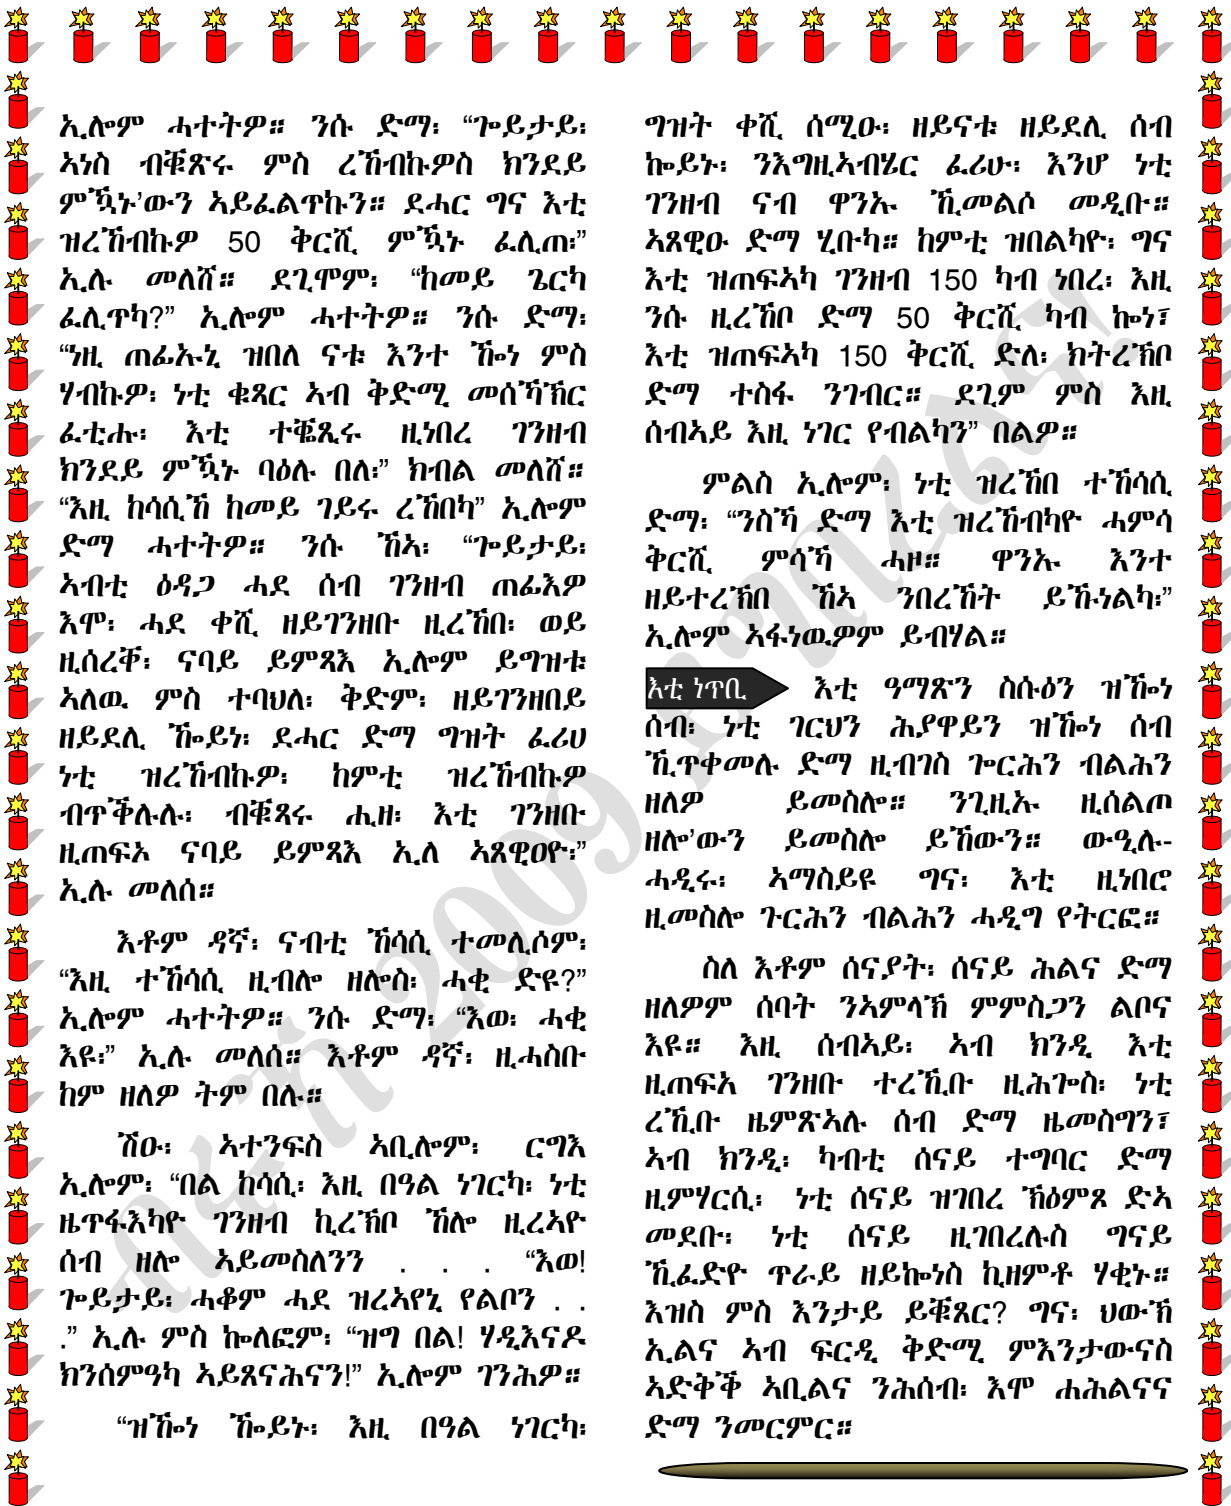 ኢሎም ሓተትዎ። ንሱ ድማ፡ “ጐይታይ፡
ኣነስ ብቑጽሩ ምስ ረኸብኩዎስ ክንደይ
ምዃኑ'ውን ኣይፈልጥኩን። ደሓር ግና እቲ
ዝረኸብኩዎ 50 ቅርሺ ምዃኑ ፈሊጠ፡”
ኢሉ መለሸ። ደጊሞም፡ “ከመይ ጌርካ
ፈሊጥካ?” ኢሎም ሓተትዎ። ንሱ ድማ፡
“ነዚ ጠፊኡኒ ዝበለ ናቱ እንተ ኸነ ምስ
ሃብኩዎ፡ ነቲ ቁጻር ኣብ ቅድሚ መሰኻኽር
ፈቲሑ፡ እቲ ተቘጺሩ ዚነበረ ገንዘብ
ክንደይ ምዃኑ ባዕሉ በለ፡” ክብል መለሸ።
“እዚ ከሳሲኸ ከመይ ገይሩ ረኸበካ” ኢሎም
ድማ ሓተትዎ። ንሱ ኸኣ፡ “ጐይታይ፡
ኣብቲ ዕዳጋ ሓደ ሰብ ገንዘብ ጠፊእዎ
እሞ፡ ሓደ ቀሺ ዘይገንዘቡ ዚረኸበ፡ ወይ
ዚሰረቐ፡ ናባይ ይምጻእ ኢሎም ይግዝቱ
ኣለዉ ምስ ተባህለ፡ ቅድም፡ ዘይገንዘበይ
ዘይደሊ ኾይነ፡ ደሓር ድማ ግዝት ፈሪሀ
ነቲ ዝረኸብኩዎ፡ ከምቲ ዝረኸብኩዎ
ብጥቕሉሉ፡ ብቑጻሩ ሒዘ፡ እቲ ገንዘቡ
ዚጠፍኦ ናባይ ይምጻእ ኢለ ኣጸዊዐዮ፡”
ኢሉ መለሰ።
እቶም ዳኛ፡ ናብቲ ኸሳሲ ተመሊሶም፡
“እዚ ተኸሳሲ ዚብሎ ዘሎስ፡ ሓቂ ድዩ?”
ኢሎም ሓተትዎ። ንሱ ድማ፡ “እወ፡ ሓቂ
እዩ፡” ኢሉ መለሰ። እቶም ዳኛ፡ ዚሓስቡ
ከም ዘለዎ ትም በሉ።
ሽዑ፡ ኣተንፍስ ኣቢሎም፡ ርግእ
ኢሎም፡ “በል ከሳሲ፡ እዚ በዓል ነገርካ፡ ነቲ
ዜጥፋእካዮ ገንዘብ ኪረኽቦ ኸሎ ዚረኣዮ
ሰብ ዘሎ ኣይመስለንን . . . “እወ!
ጐይታይ፡ ሓቆም ሓደ ዝረኣየኒ የልቦን . .
.” ኢሉ ምስ ኰለፎም፡ “ዝግ በል! ሃዲእናዶ
ክንሰምዓካ ኣይጸናሕናን!” ኢሎም ገንሕዎ።
“ዝኸነ ኾይኑ፡ እዚ በዓል ነገርካ፡
ግዝት ቀሺ ሰሚዑ፡ ዘይናቱ ዘይደሊ ሰብ
ኰይኑ፡ ንእግዚኣብሄር ፈሪሁ፡ እንሆ ነቲ
ገንዘብ ናብ ዋንኡ ኺመልሶ መዲቡ።
ኣጸዊዑ ድማ ሂቡካ። ከምቲ ዝበልካዮ፡ ግና
እቲ ዝጠፍኣካ ገንዘብ 150 ካብ ነበረ፡ እዚ
ንሱ ዚረኸቦ ድማ 50 ቅርሺ ካብ ኰነ፤
እቲ ዝጠፍኣካ 150 ቅርሺ ድለ፡ ክትረኽቦ
ድማ ተስፋ ንገብር። ደጊም ምስ እዚ
ሰብኣይ እዚ ነገር የብልካን” በልዎ።
ምልስ ኢሎም፡ ነቲ ዝረኸበ ተኸሳሲ
ድማ፡ “ንስኻ ድማ እቲ ዝረኸብካዮ ሓምሳ
ቅርሺ ምሳኻ ሓዞ። ዋንኡ እንተ
ዘይተረኽበ ኸኣ ንበረኸት ይኹነልካ፡”
ኢሎም ኣፋነዉዎም ይብሃል።
እቲ ነጥቢ እቲ ዓማጽን ስሱዕን ዝኾነ
ሰብ፡ ነቲ ገርህን ሕያዋይን ዝኾነ ሰብ
ኺጥቀመሉ ድማ ዚብገስ ጐርሕን ብልሕን
ዘለዎ ይመስሎ። ንጊዚኡ ዚሰልጦ
ዘሎ'ውን ይመስሎ ይኸውን። ውዒሉ-
ሓዲሩ፡ ኣማስይዩ ግና፡ እቲ ዚነበሮ
ዚመስሎ ጉርሕን ብልሕን ሓዲግ የትርፎ።
ስለ እቶም ሰናያት፡ ሰናይ ሕልና ድማ
ዘለዎም ሰባት ንኣምላኽ ምምስጋን ልቦና
እዩ። እዚ ሰብኣይ፡ ኣብ ክንዲ እቲ
ዚጠፍአ ገንዘቡ ተረኺቡ ዚሕጐስ፡ ነቲ
ረኺቡ ዜምጽኣሉ ሰብ ድማ ዜመስግን፤
ኣብ ክንዲ፡ ካብቲ ሰናይ ተግባር ድማ
ዚምሃርሲ፡ ነቲ ሰናይ ዝገበረ ኽዕምጸ ድኣ
መደቡ፡ ነቲ ሰናይ ዚገበረሉስ ግናይ
ኺፈድዮ ጥራይ ዘይኰነስ ኪዘምቶ ሃቂኑ።
እዝስ ምስ እንታይ ይቑጸር? ግና፡ ህውኽ
ኢልና ኣብ ፍርዲ ቅድሚ ምእንታውናስ
ኣድቅቕ ኣቢልና ንሕሰብ፡ እሞ ሐሕልናና
ድማ ንመርምር።